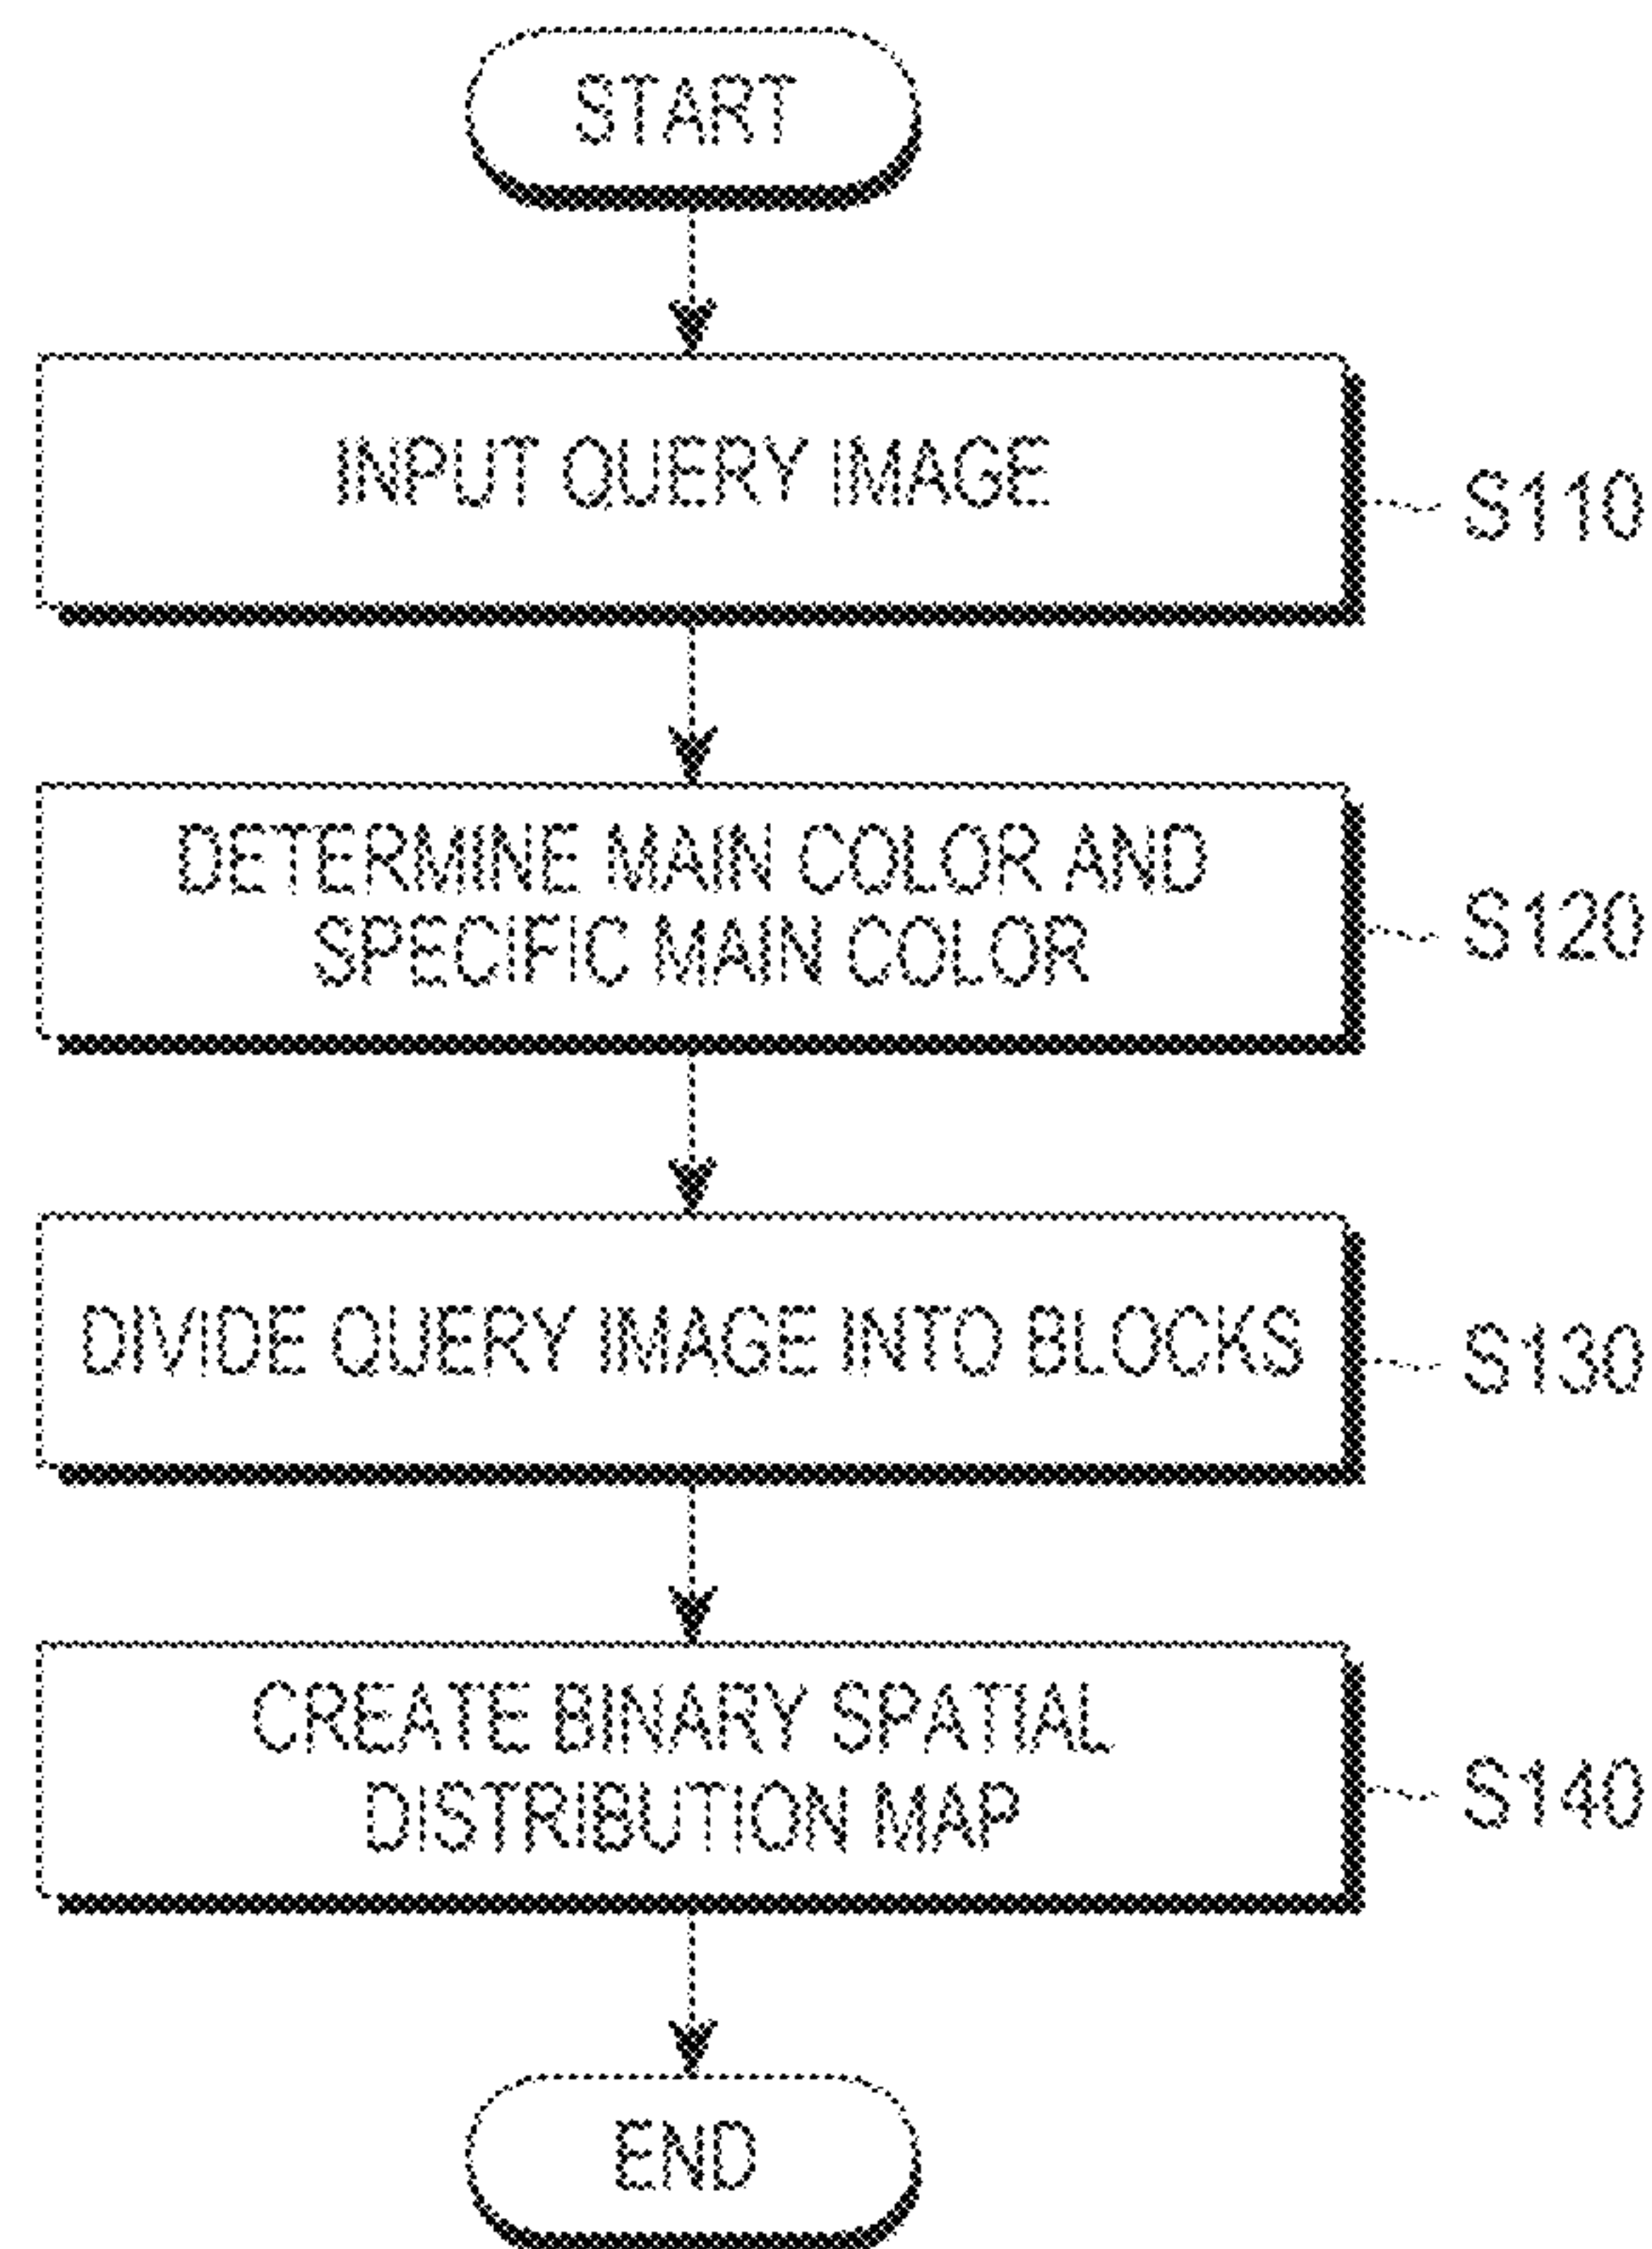 START
INPUT QUERY IMAGE
S110
DETERMINE MAIN COLOR AND
SPECIFIC MAIN COLOR
S120
DIVIDE QUERY IMAGE INTO BLOCKS
S130
CREATE BINARY SPATIAL
DISTRIBUTION MAP
S140
END